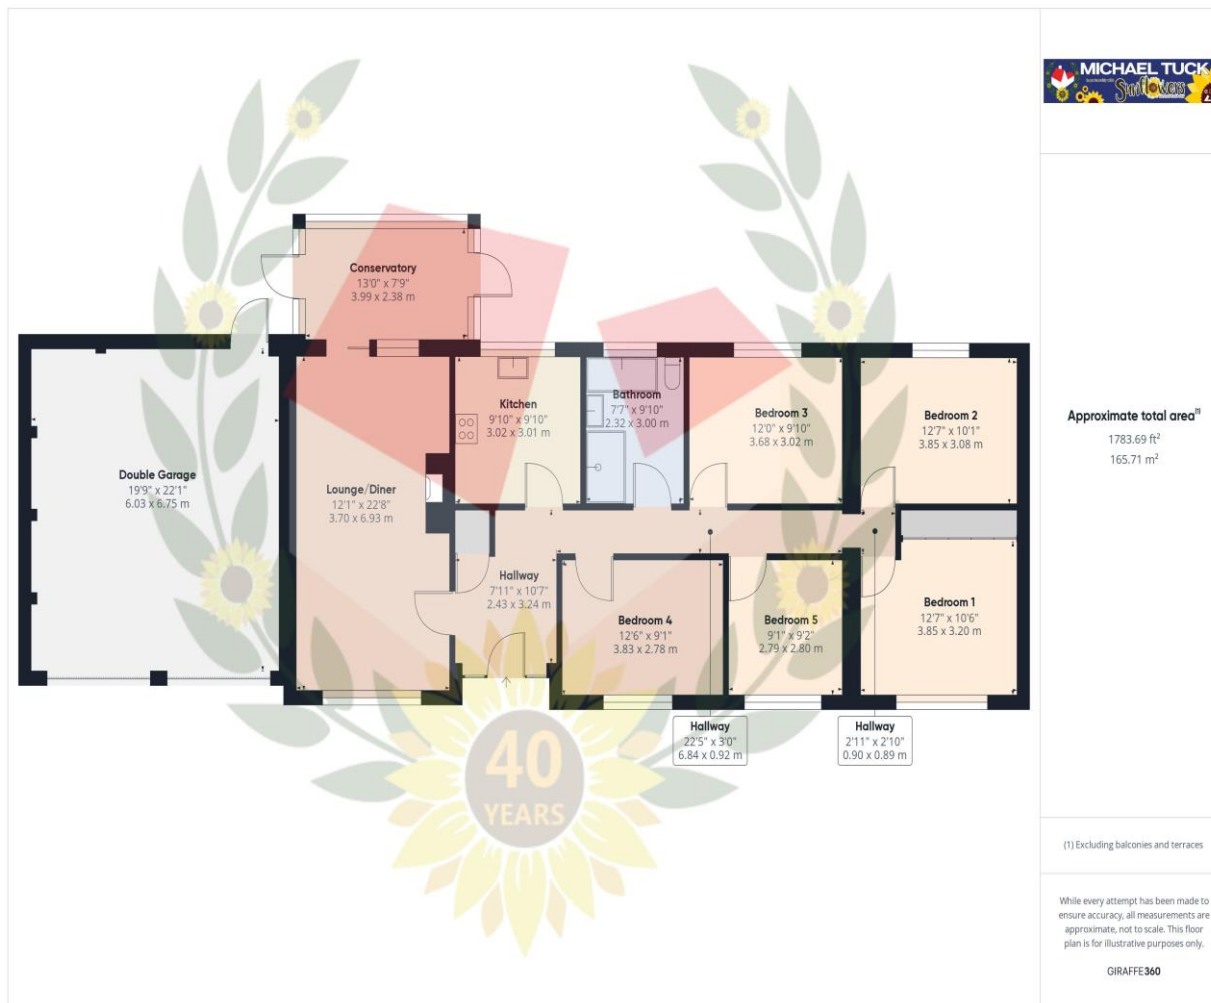 MICHAEL TUCK
Sunflowers
Conservatory
13'0" x 7'9"
3.99 x 2.38 m
Kitchen
9'10" x 9'10"
3.02 x 3.01 m
Bathroom
7'7" x 9'10"
2.32 x 3.00 m
Bedroom 3
12'0" x 9'10"
3.68 x 3.02 m
Bedroom 2
12'7" x 10'1"
3.85 x 3.08 m
Double Garage
19'9" x 22'1"
6.03 x 6.75 m
Lounge/Diner
12'1" x 22'8"
3.70 x 6.93 m
Hallway
7'11" x 10'7"
2.43 x 3.24 m
Bedroom 4
12'6" x 9'1"
3.83 x 2.78 m
Bedroom 5
9'1" x 9'2"
2.79 x 2.80 m
Bedroom 1
12'7" x 10'6"
3.85 x 3.20 m
Hallway
22'5" x 3'0"
6.84 x 0.92 m
Hallway
2'11" x 2'10"
0.90 x 0.89 m
40
YEARS
Approximate total area(1)
1783.69 ft²
165.71 m²
(1) Excluding balconies and terraces
While every attempt has been made to
ensure accuracy, all measurements are
approximate, not to scale. This floor
plan is for illustrative purposes only.
GIRAFFE360